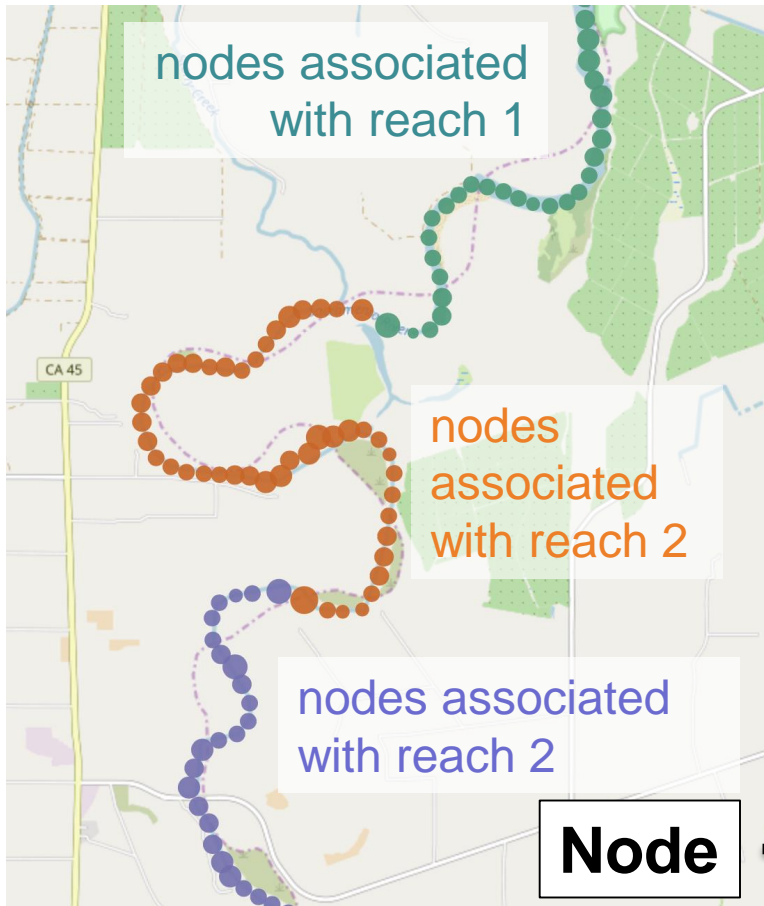 nodes associated
with reach 1
CA 45
nodes
associated
with reach 2
nodes associated
with reach 2
Node